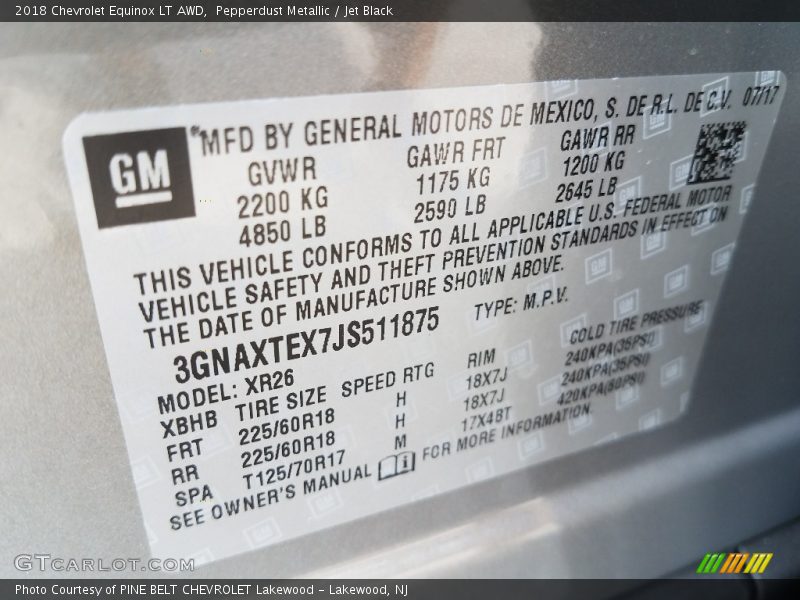 2018 Chevrolet Equinox LT AWD,  Pepperdust Metallic / Jet Black
GM
*MFD BY GENERAL MOTORS DE MEXICO, S. DE R.L. DE C.V. 07/17
GVWR GAWR FRT GAWR RR
2200 KG 1175 KG 1200 KG
4850 LB 2590 LB 2645 LB
THIS VEHICLE CONFORMS TO ALL APPLICABLE U.S. FEDERAL MOTOR
VEHICLE SAFETY AND THEFT PREVENTION STANDARDS IN EFFECT ON
THE DATE OF MANUFACTURE SHOWN ABOVE.
3GNAXTEX7JS511875 TYPE: M.P.V.
MODEL: XR26
XBHB TIRE SIZE SPEED RTG RIM COLD TIRE PRESSURE
FRT 225/60R18 H 18X7J 240KPA(35PSI)
RR 225/60R18 H 18X7J 240KPA(35PSI)
SPA T125/70R17 M 17X4BT 420KPA(60PSI)
SEE OWNER'S MANUAL FOR MORE INFORMATION.
GTCARLOT.COM
Photo Courtesy of PINE BELT CHEVROLET Lakewood - Lakewood, NJ